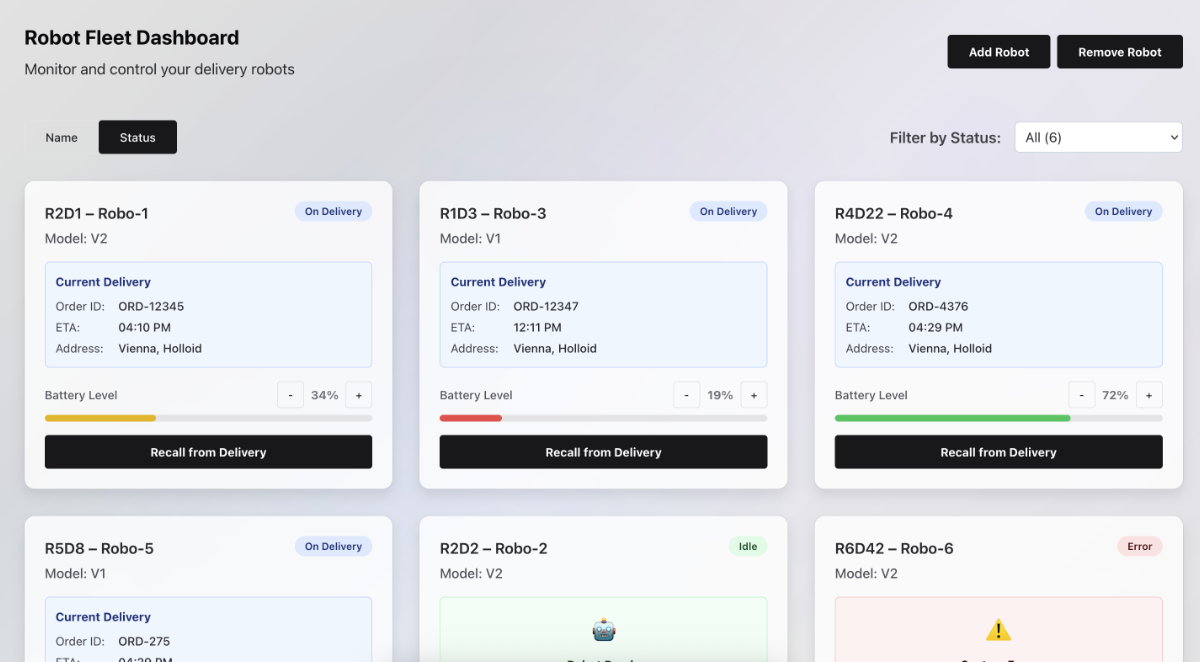 Robot Fleet Dashboard
Monitor and control your delivery robots
Add Robot
Remove Robot
Name
Status
Filter by Status:
All (6)
R2D1 – Robo-1
On Delivery
Model: V2
Current Delivery
Order ID: ORD-12345
ETA: 04:10 PM
Address: Vienna, Holloid
Battery Level
- 34% +
Recall from Delivery
R1D3 – Robo-3
On Delivery
Model: V1
Current Delivery
Order ID: ORD-12347
ETA: 12:11 PM
Address: Vienna, Holloid
Battery Level
- 19% +
Recall from Delivery
R4D22 – Robo-4
On Delivery
Model: V2
Current Delivery
Order ID: ORD-4376
ETA: 04:29 PM
Address: Vienna, Holloid
Battery Level
- 72% +
Recall from Delivery
R5D8 – Robo-5
On Delivery
Model: V1
Current Delivery
Order ID: ORD-275
ETA: 04:29 PM
R2D2 – Robo-2
Idle
Model: V2
R6D42 – Robo-6
Error
Model: V2